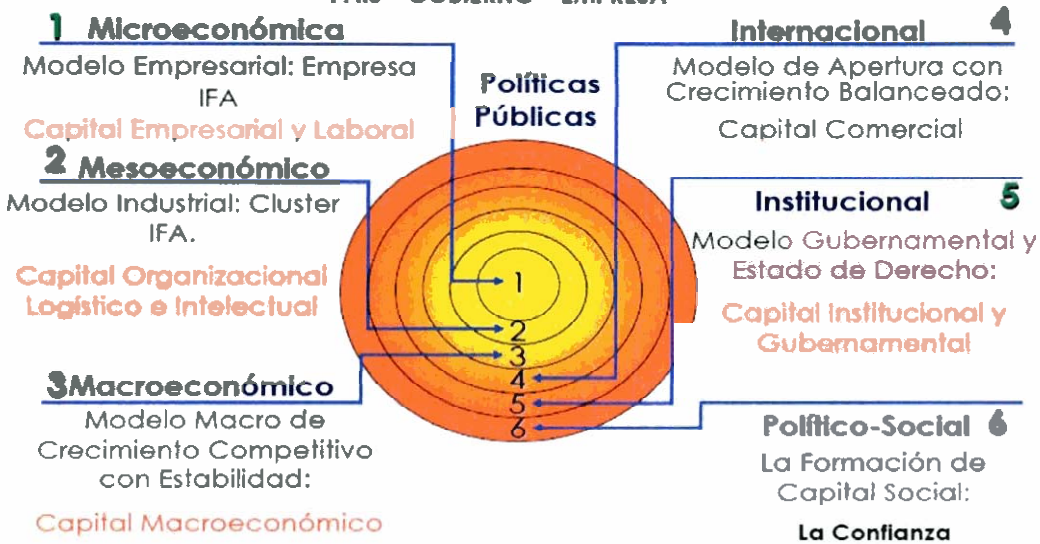 1 Microeconómica
Modelo Empresarial: Empresa
IFA
Capital Empresarial y Laboral
2 Mesoeconómico
Modelo Industrial: Cluster
IFA.
Capital Organizacional
Logístico e Intelectual
3Macroeconómico
Modelo Macro de
Crecimiento Competitivo
con Estabilidad:
Capital Macroeconómico
Políticas
Públicas
1
2
3
4
5
6
Internacional 4
Modelo de Apertura con
Crecimiento Balanceado:
Capital Comercial
Institucional 5
Modelo Gubernamental y
Estado de Derecho:
Capital Institucional y
Gubernamental
Político-Social 6
La Formación de
Capital Social:
La Confianza